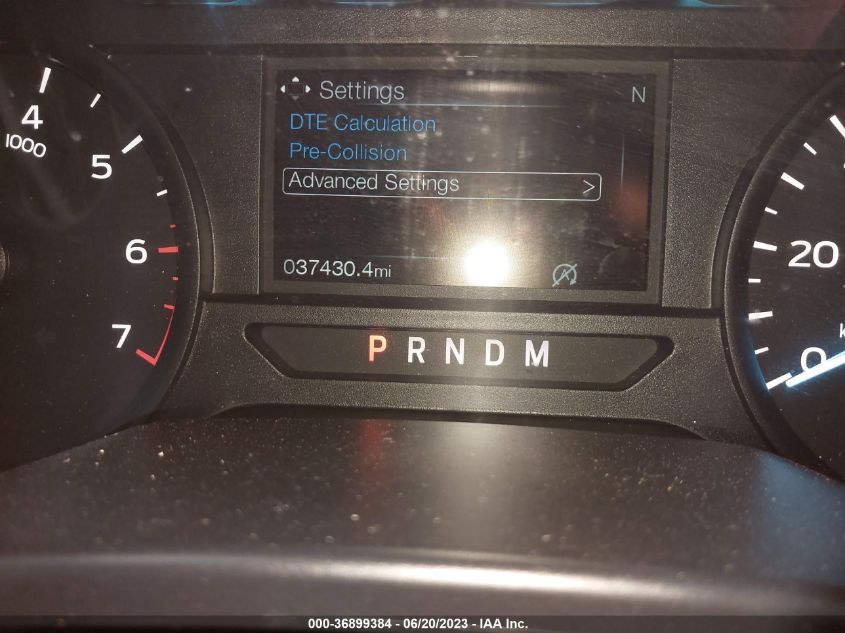 Settings
N
DTE Calculation
Pre-Collision
Advanced Settings >
037430.4mi
A
4
1000
5
6
7
20
0
P R N D M
000-36899384 - 06/20/2023 - IAA Inc.